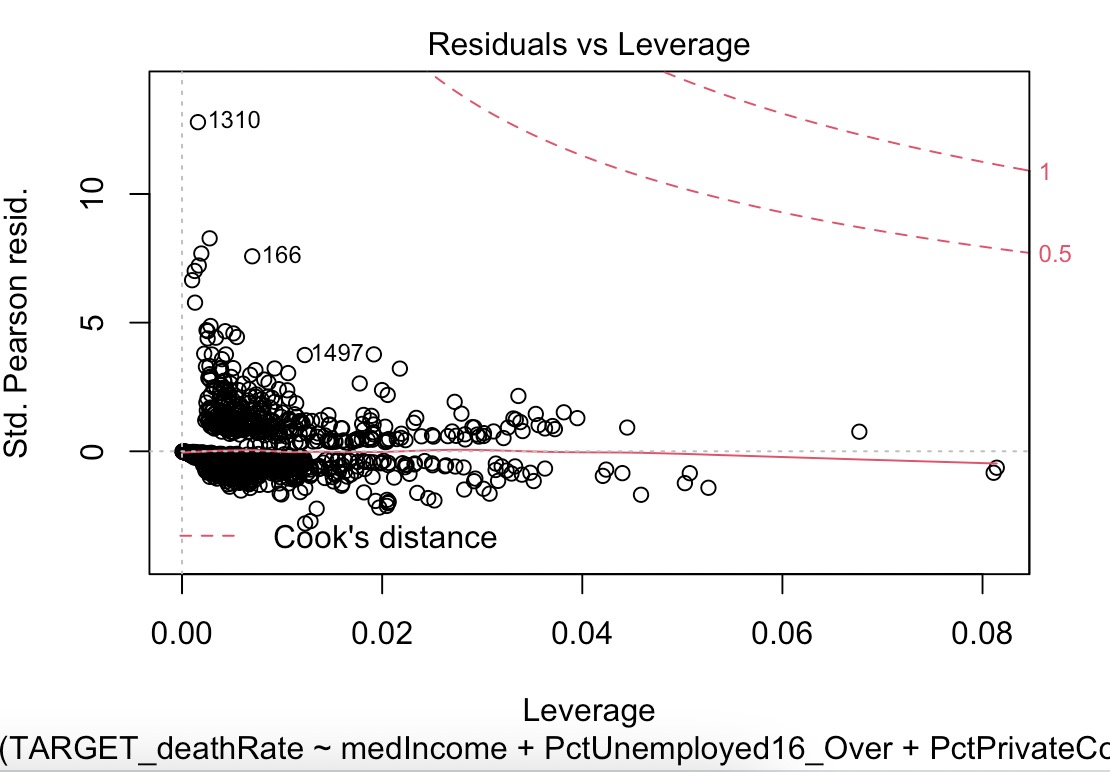 Residuals vs Leverage
Std. Pearson resid.
10
5
0
1310
166
1497
1
0.5
Cook's distance
0.00 0.02 0.04 0.06 0.08
Leverage
(TARGET_deathRate ~ medIncome + PctUnemployed16_Over + PctPrivateCo